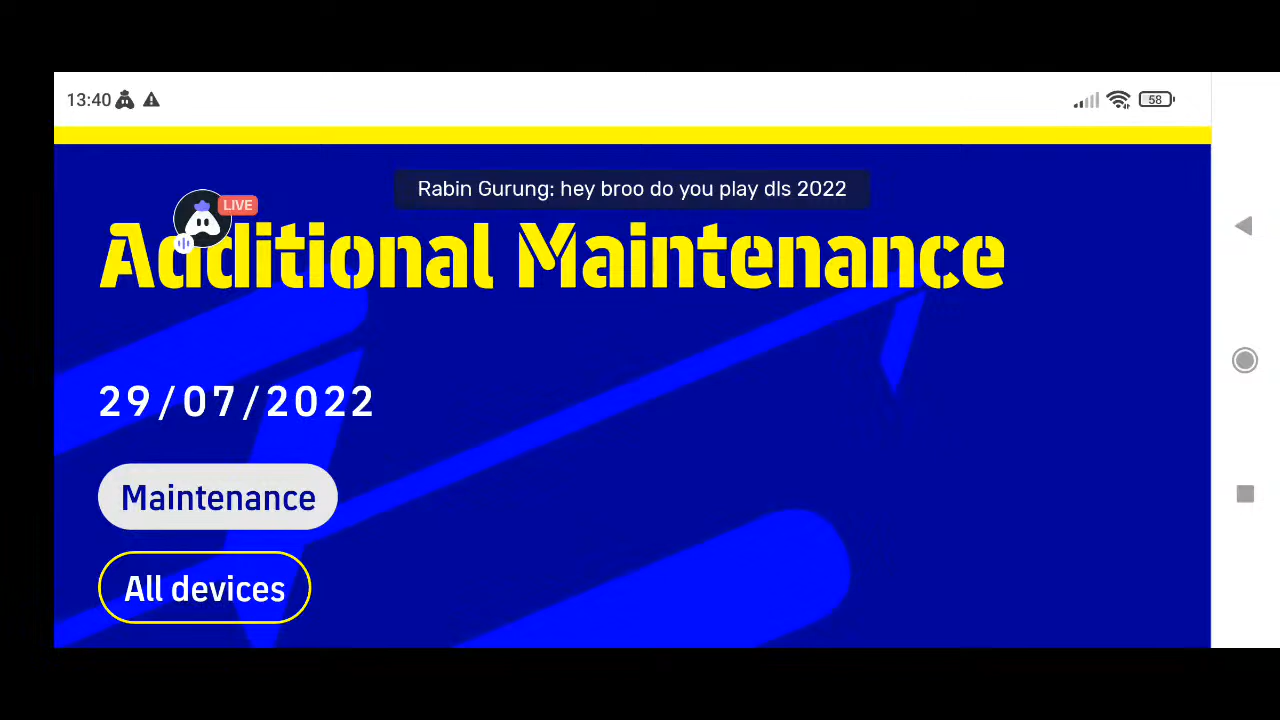 13:40
58
Rabin Gurung: hey broo do you play dls 2022
LIVE
Additional Maintenance
29/07/2022
Maintenance
All devices